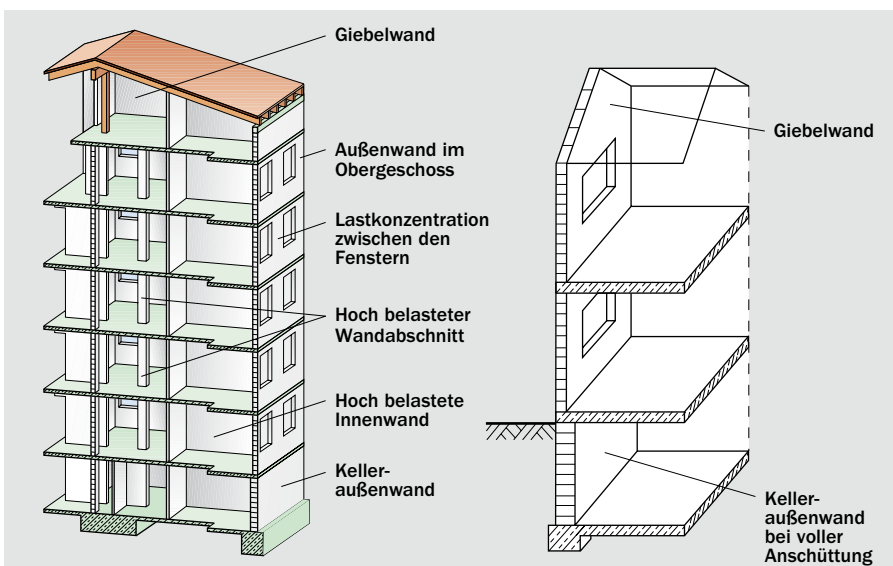 Giebelwand
Außenwand im
Obergeschoss
Lastkonzentration
zwischen den
Fenstern
Hoch belasteter
Wandabschnitt
Hoch belastete
Innenwand
Keller-
außenwand
Giebelwand
Keller-
außenwand
bei voller
Anschüttung